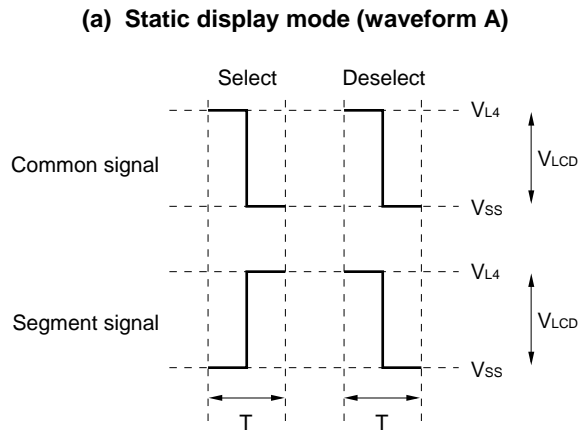 (a) Static display mode (waveform A)
Select Deselect
VL4
Common signal
VLCD
VSS
VL4
Segment signal
VLCD
VSS
T T